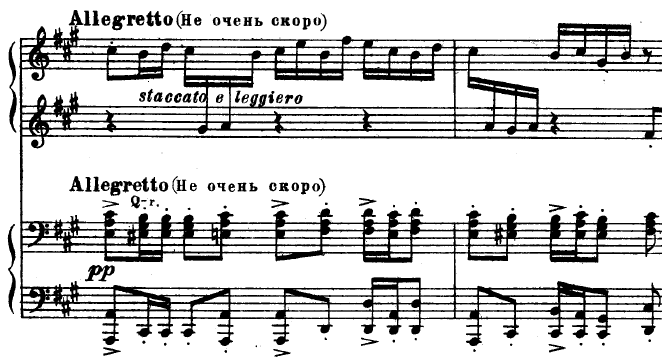 Allegretto (Не очень скоро)
staccato e leggiero
Allegretto (Не очень скоро)
Q-r.
pp